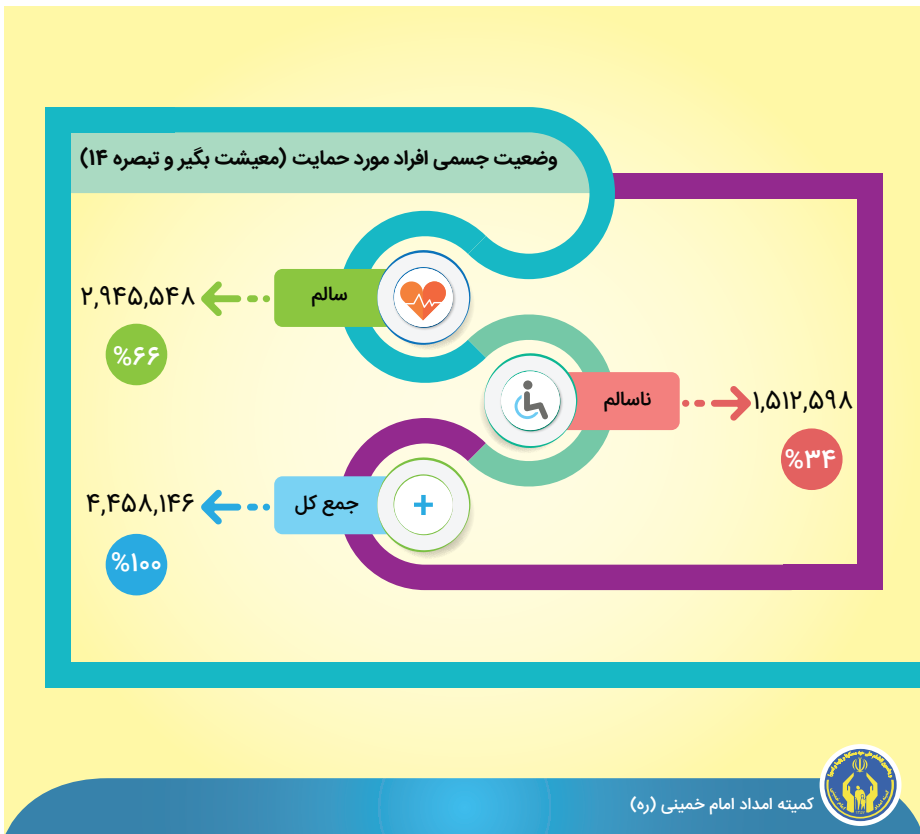 وضعیت جسمی افراد مورد حمایت (معیشت بگیر و تبصره ۱۴)
سالم
۲,۹۴۵,۵۴۸
%۶۶
ناسالم
۱,۵۱۲,۵۹۸
%۳۴
جمع کل
۴,۴۵۸,۱۴۶
%۱۰۰
کمیته امداد امام خمینی (ره)